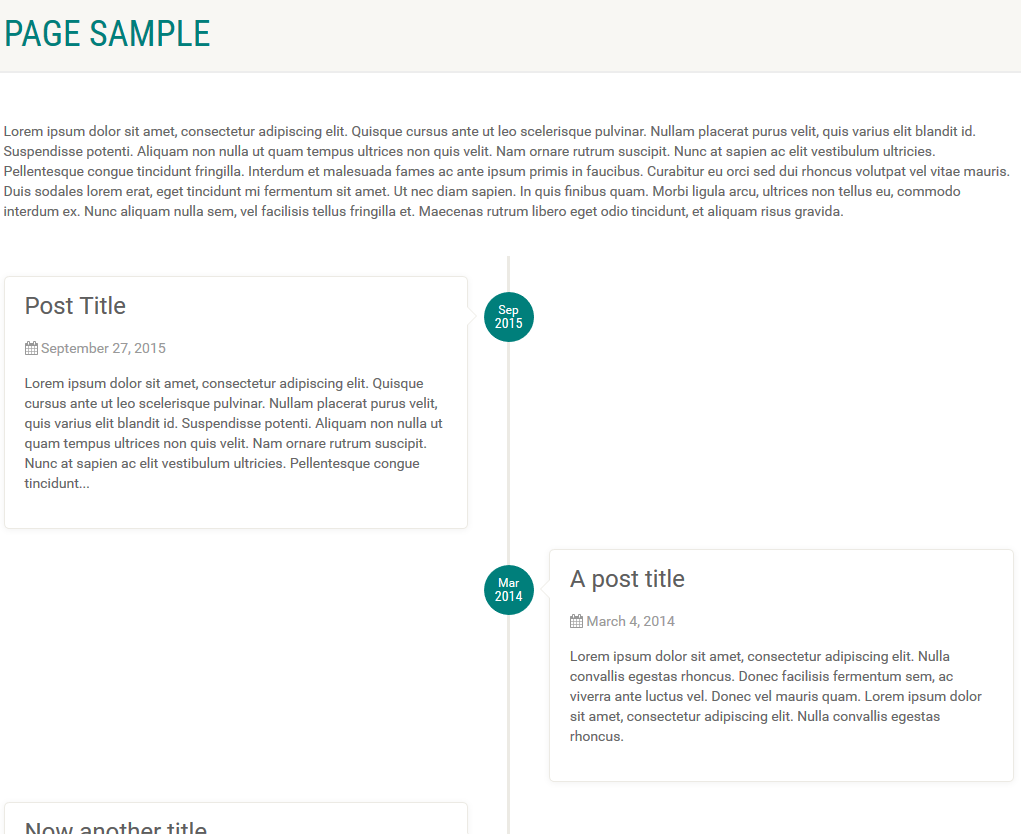 PAGE SAMPLE
Lorem ipsum dolor sit amet, consectetur adipiscing elit. Quisque cursus ante ut leo scelerisque pulvinar. Nullam placerat purus velit, quis varius elit blandit id.
Suspendisse potenti. Aliquam non nulla ut quam tempus ultrices non quis velit. Nam ornare rutrum suscipit. Nunc at sapien ac elit vestibulum ultricies.
Pellentesque congue tincidunt fringilla. Interdum et malesuada fames ac ante ipsum primis in faucibus. Curabitur eu orci sed dui rhoncus volutpat vel vitae mauris.
Duis sodales lorem erat, eget tincidunt mi fermentum sit amet. Ut nec diam sapien. In quis finibus quam. Morbi ligula arcu, ultrices non tellus eu, commodo
interdum ex. Nunc aliquam nulla sem, vel facilisis tellus fringilla et. Maecenas rutrum libero eget odio tincidunt, et aliquam risus gravida.
Post Title
September 27, 2015
Lorem ipsum dolor sit amet, consectetur adipiscing elit. Quisque
cursus ante ut leo scelerisque pulvinar. Nullam placerat purus velit,
quis varius elit blandit id. Suspendisse potenti. Aliquam non nulla ut
quam tempus ultrices non quis velit. Nam ornare rutrum suscipit.
Nunc at sapien ac elit vestibulum ultricies. Pellentesque congue
tincidunt...
Sep
2015
Mar
2014
A post title
March 4, 2014
Lorem ipsum dolor sit amet, consectetur adipiscing elit. Nulla
convallis egestas rhoncus. Donec facilisis fermentum sem, ac
viverra ante luctus vel. Donec vel mauris quam. Lorem ipsum dolor
sit amet, consectetur adipiscing elit. Nulla convallis egestas
rhoncus.
Now another title